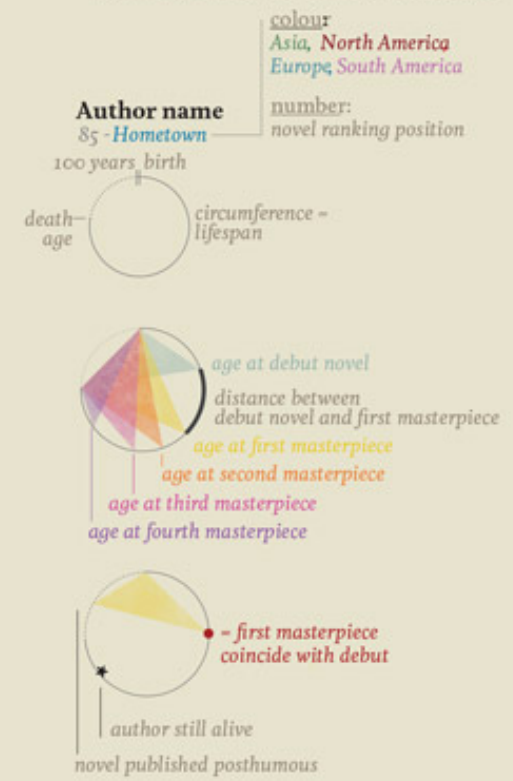 colour
Asia, North America,
Europe, South America
Author name
85 - Hometown
number:
novel ranking position
100 years birth
death
age
circumference =
lifespan
age at debut novel
distance between
debut novel and first masterpiece
age at first masterpiece
age at second masterpiece
age at third masterpiece
age at fourth masterpiece
= first masterpiece
coincide with debut
author still alive
novel published posthumous